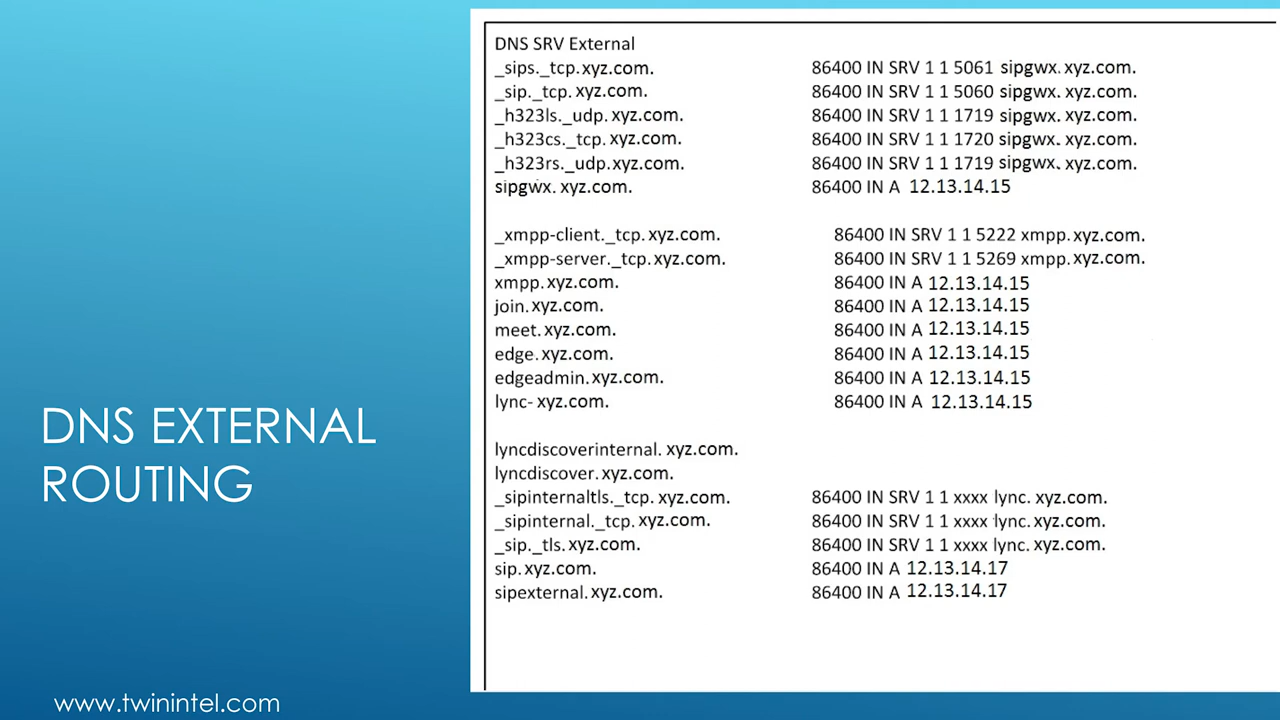 DNS EXTERNAL
ROUTING
www.twinintel.com
DNS SRV External
_sips._tcp.xyz.com. 86400 IN SRV 1 1 5061 sipgwx. xyz.com.
_sip._tcp. xyz.com. 86400 IN SRV 1 1 5060 sipgwx. xyz.com.
_h323ls._udp. xyz.com. 86400 IN SRV 1 1 1719 sipgwx. xyz.com.
_h323cs._tcp. xyz.com. 86400 IN SRV 1 1 1720 sipgwx. xyz.com.
_h323rs._udp.xyz.com. 86400 IN SRV 1 1 1719 sipgwx. xyz.com.
sipgwx. xyz.com. 86400 IN A 12.13.14.15
_xmpp-client._tcp. xyz.com. 86400 IN SRV 1 1 5222 xmpp. xyz.com.
_xmpp-server._tcp. xyz.com. 86400 IN SRV 1 1 5269 xmpp. xyz.com.
xmpp. xyz.com. 86400 IN A 12.13.14.15
join. xyz.com. 86400 IN A 12.13.14.15
meet. xyz.com. 86400 IN A 12.13.14.15
edge. xyz.com. 86400 IN A 12.13.14.15
edgeadmin. xyz.com. 86400 IN A 12.13.14.15
lync- xyz.com. 86400 IN A 12.13.14.15
lyncdiscoverinternal. xyz.com.
lyncdiscover. xyz.com.
_sipinternaltls._tcp. xyz.com. 86400 IN SRV 1 1 xxxx lync. xyz.com.
_sipinternal._tcp. xyz.com. 86400 IN SRV 1 1 xxxx lync. xyz.com.
_sip._tls. xyz.com. 86400 IN SRV 1 1 xxxx lync. xyz.com.
sip. xyz.com. 86400 IN A 12.13.14.17
sipexternal. xyz.com. 86400 IN A 12.13.14.17